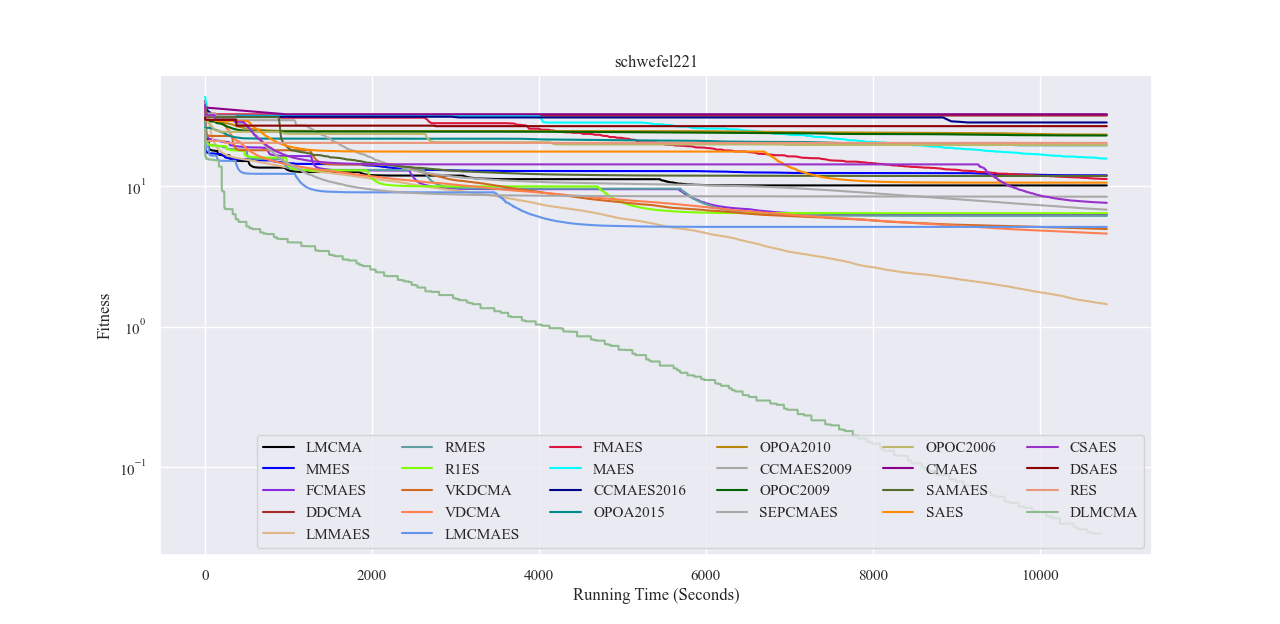 schwefel221
Fitness
10^1
10^0
10^−1
LMCMA RMES FMAES OPOA2010 OPOC2006 CSAES
MMES R1ES MAES CCMAES2009 CMAES DSAES
FCMAES VKDCMA CCMAES2016 OPOC2009 SAMAES RES
DDCMA VDCMA OPOA2015 SEPCMAES SAES DLMCMA
LMMAES LMCMAES
0 2000 4000 6000 8000 10000
Running Time (Seconds)